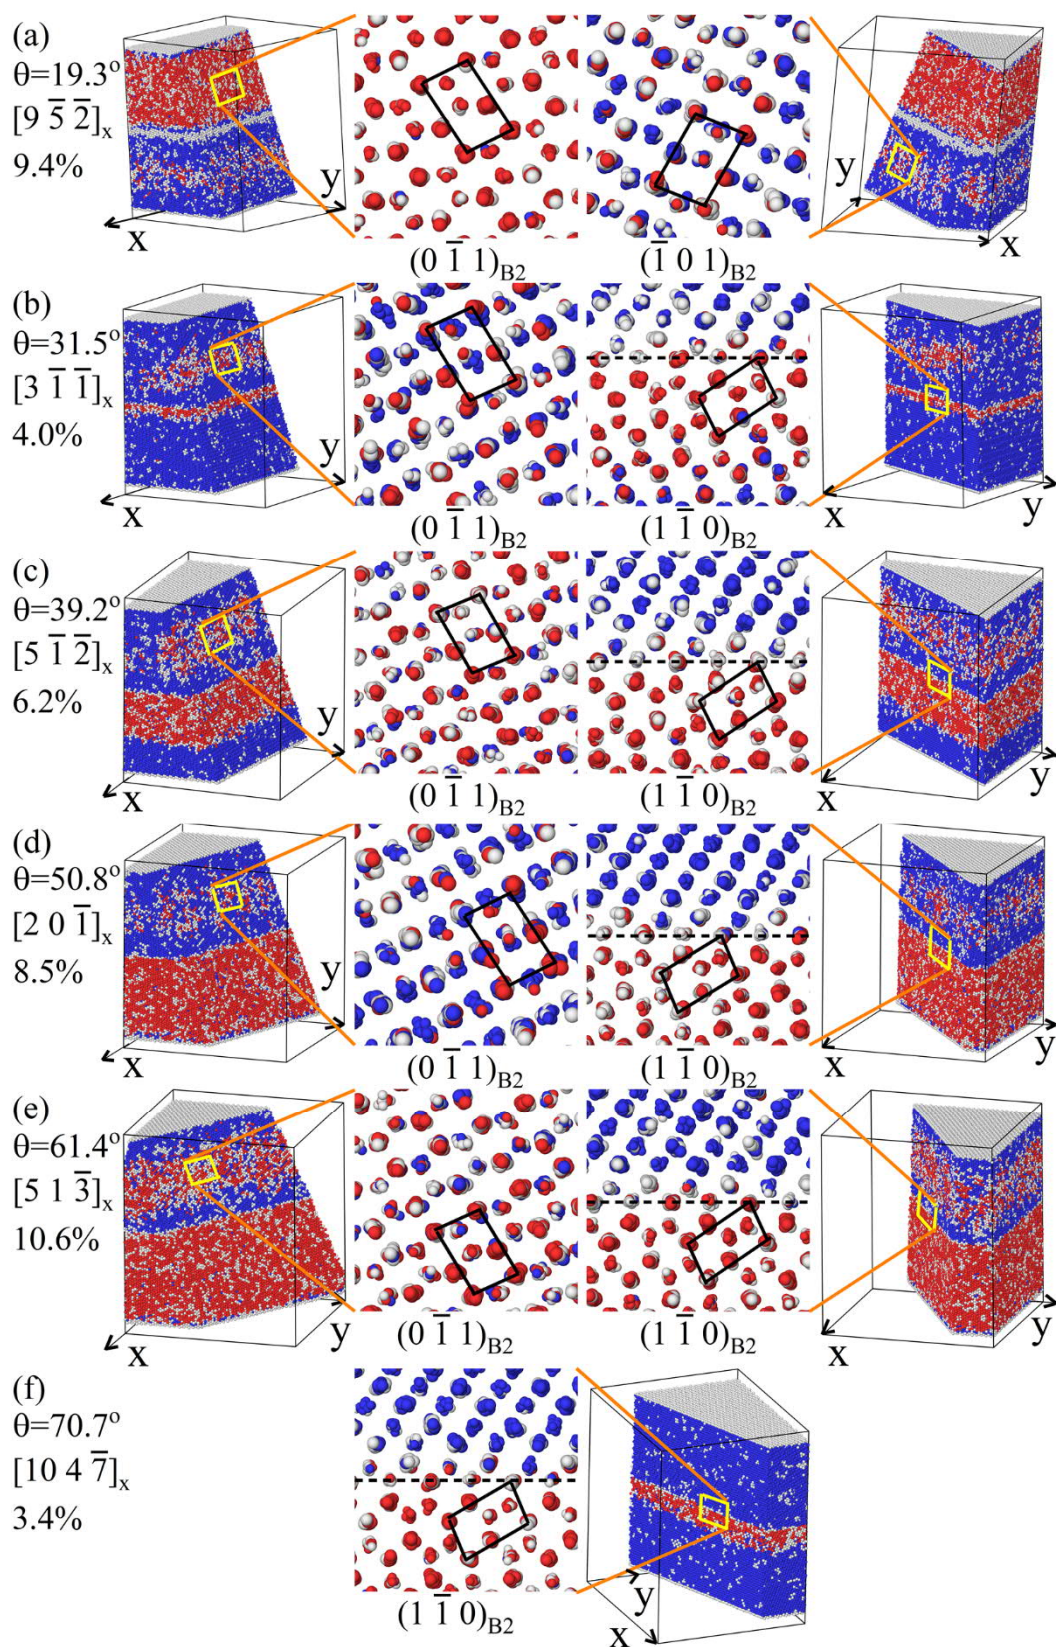 (a)
θ=19.3°
[9 5̅ 2̅]ₓ
9.4%
x
y
(0 1̅ 1)B2
(1̅ 0 1)B2
y
x
(b)
θ=31.5°
[3 1̅ 1̅]ₓ
4.0%
x
y
(0 1̅ 1)B2
(1 1̅ 0)B2
x
y
(c)
θ=39.2°
[5 1̅ 2̅]ₓ
6.2%
x
y
(0 1̅ 1)B2
(1 1̅ 0)B2
x
y
(d)
θ=50.8°
[2 0 1̅]ₓ
8.5%
x
y
(0 1̅ 1)B2
(1 1̅ 0)B2
x
y
(e)
θ=61.4°
[5 1 3̅]ₓ
10.6%
x
y
(0 1̅ 1)B2
(1 1̅ 0)B2
x
y
(f)
θ=70.7°
[10 4 7̅]ₓ
3.4%
(1 1̅ 0)B2
y
x